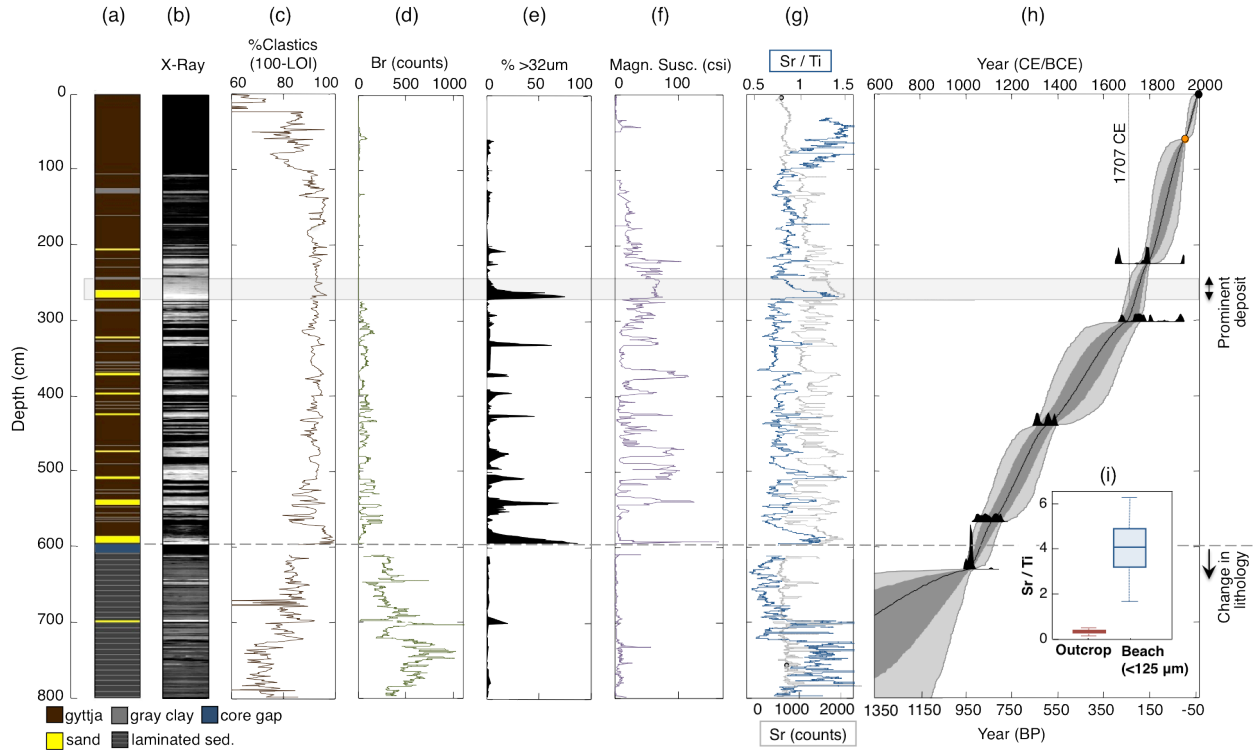 (a) (b) (c) (d) (e) (f) (g) (h)
X-Ray
%Clastics
(100-LOI)
Br (counts)
% >32um
Magn. Susc. (csi)
Sr / Ti
Year (CE/BCE)
60 80 100
0 500 1000
0 50 100
0 100
0.5 1 1.5
600 800 1000 1200 1400 1600 1800 2000
0
100
200
300
400
500
600
700
800
Depth (cm)
1707 CE
Prominent
deposit
Change in
lithology
(i)
6
4
2
0
Sr / Ti
Outcrop Beach
(<125 µm)
0 1000 2000
Sr (counts)
1350 1150 950 750 550 350 150 -50
Year (BP)
gyttja gray clay core gap
sand laminated sed.